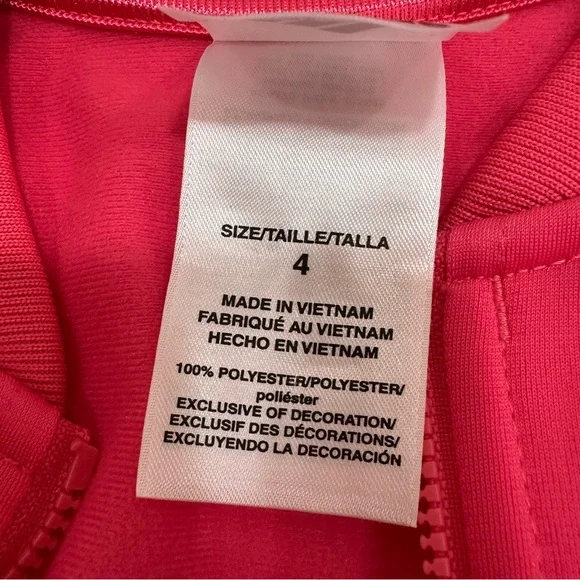 SIZE/TAILLE/TALLA
4
MADE IN VIETNAM
FABRIQUÉ AU VIETNAM
HECHO EN VIETNAM
100% POLYESTER/POLYESTER/
poliéster
EXCLUSIVE OF DECORATION/
EXCLUSIF DES DÉCORATIONS/
EXCLUYENDO LA DECORACIÓN